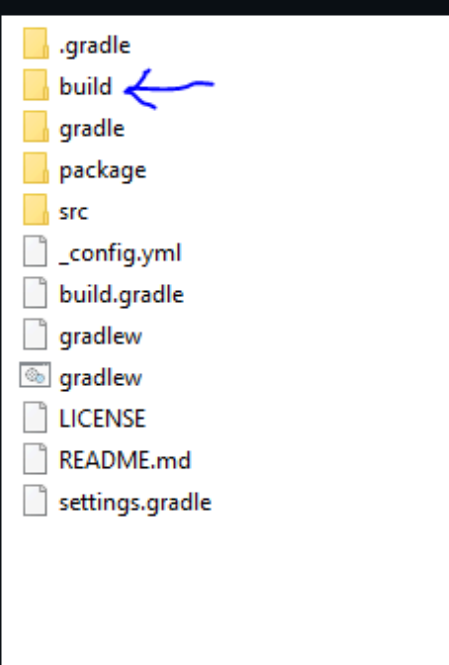 .gradle
build
gradle
package
src
_config.yml
build.gradle
gradlew
gradlew
LICENSE
README.md
settings.gradle